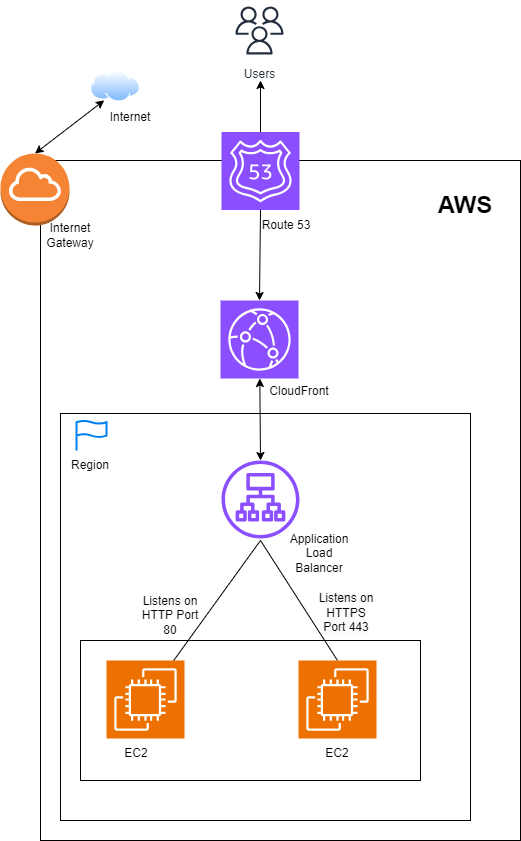 Users
Internet
53
AWS
Internet
Gateway
Route 53
CloudFront
Region
Application
Load
Balancer
Listens on
HTTP Port
80
Listens on
HTTPS
Port 443
EC2
EC2